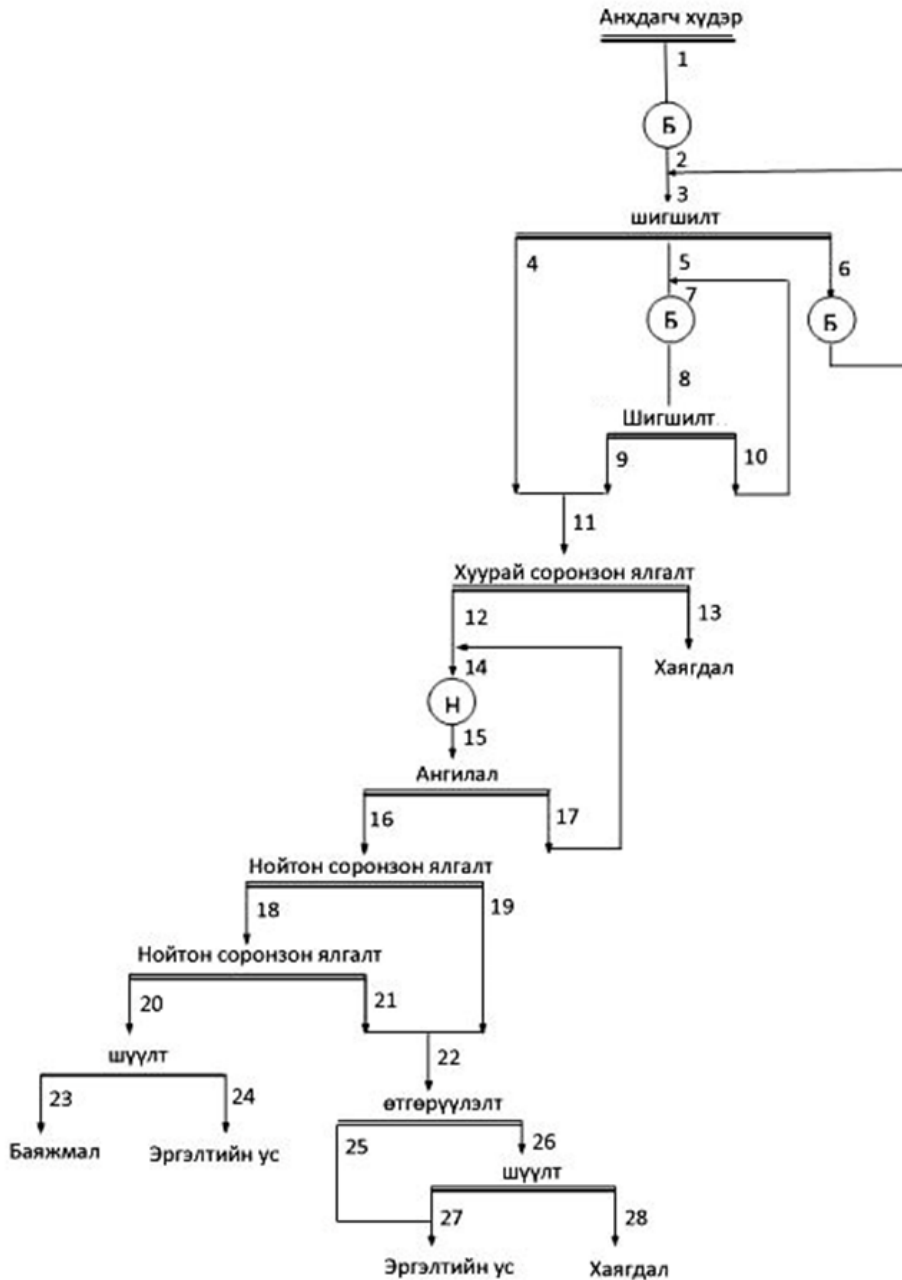 Анхдагч хүдэр
1
Б
2
3
шигшилт
4
5
6
7
Б
Б
8
Шигшилт
9
10
11
Хуурай соронзон ялгалт
12
13
14
Хаягдал
Н
15
Ангилал
16
17
Нойтон соронзон ялгалт
18
19
Нойтон соронзон ялгалт
20
21
шүүлт
22
23
24
өтгөрүүлэлт
Баяжмал
Эргэлтийн ус
25
26
шүүлт
27
28
Эргэлтийн ус
Хаягдал